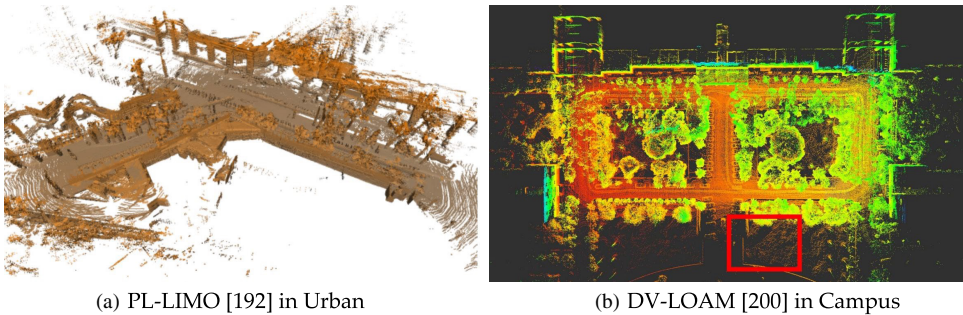 (a) PL-LIMO [192] in Urban
(b) DV-LOAM [200] in Campus